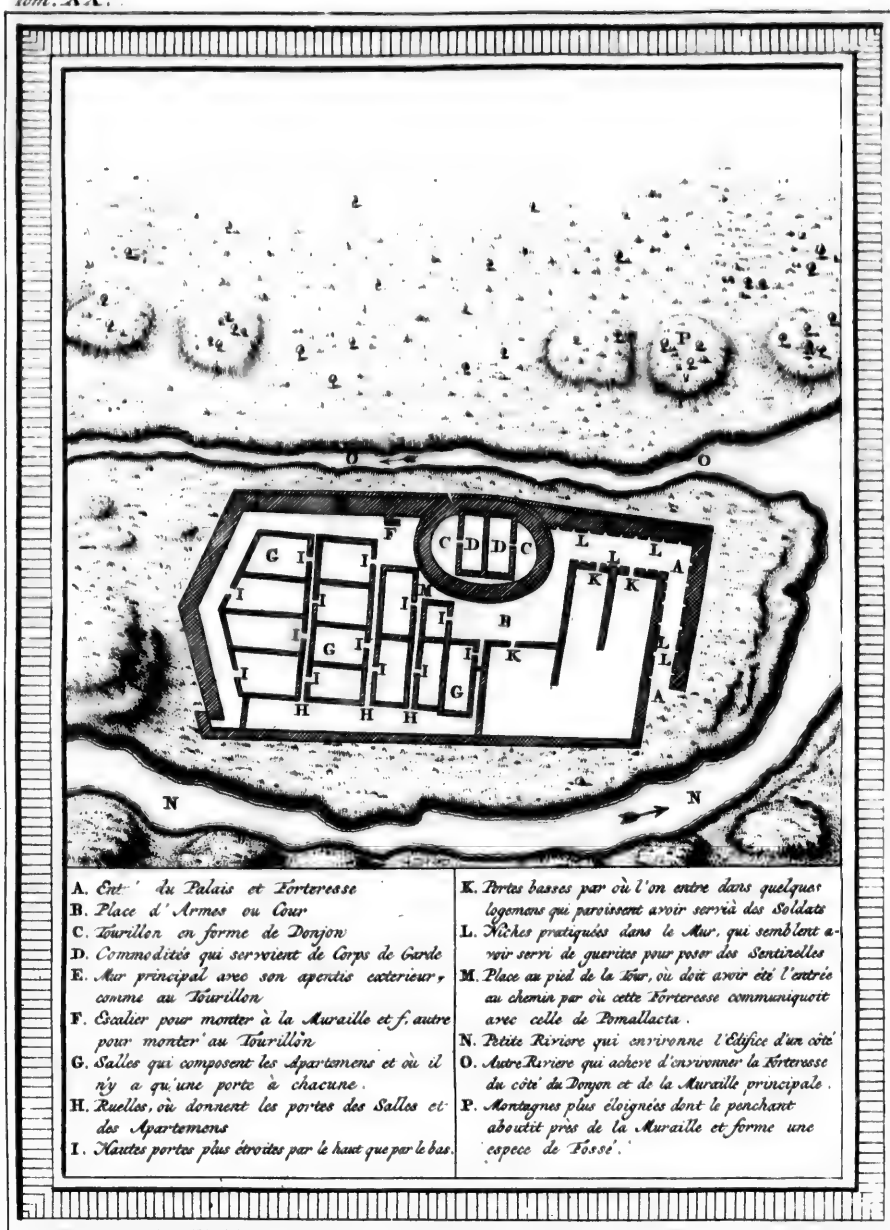 Tom. XX.
P
O
O
F
C
D
D
C
L
L
L
A
G
I
I
I
K
K
I
M
I
I
I
B
I
G
I
K
L
L
I
I
I
G
A
H
H
H
N
N
A. Ent.' du Palais et Forteresse
B. Place d'Armes ou Cour
C. Tourillon en forme de Donjon
D. Commodités qui servoient de Corps de Garde
E. Mur principal avec son apentis exterieur,
comme au Tourillon
F. Escalier pour monter à la Muraille et f. autre
pour monter au Tourillon
G. Salles qui composent les Apartemens et où il
n'y a qu'une porte à chacune.
H. Ruelles, où donnent les portes des Salles et
des Apartemens
I. Hautes portes plus étroites par le haut que par le bas.
K. Portes basses par où l'on entre dans quelques
logemens qui paroissent avoir servi à des Soldats
L. Niches pratiquées dans le Mur, qui semblent a-
voir servi de guerites pour poser des Sentinelles
M. Place au pied de la Tour, où doit avoir été l'entrée
au chemin par où cette Forteresse communiquoit
avec celle de Pomallacta.
N. Petite Riviere qui environne l'Edifice d'un côté
O. Autre Riviere qui acheve d'environner la Forteresse
du côté du Donjon et de la Muraille principale.
P. Montagnes plus éloignées dont le penchant
aboutit près de la Muraille et forme une
espece de Fossé.